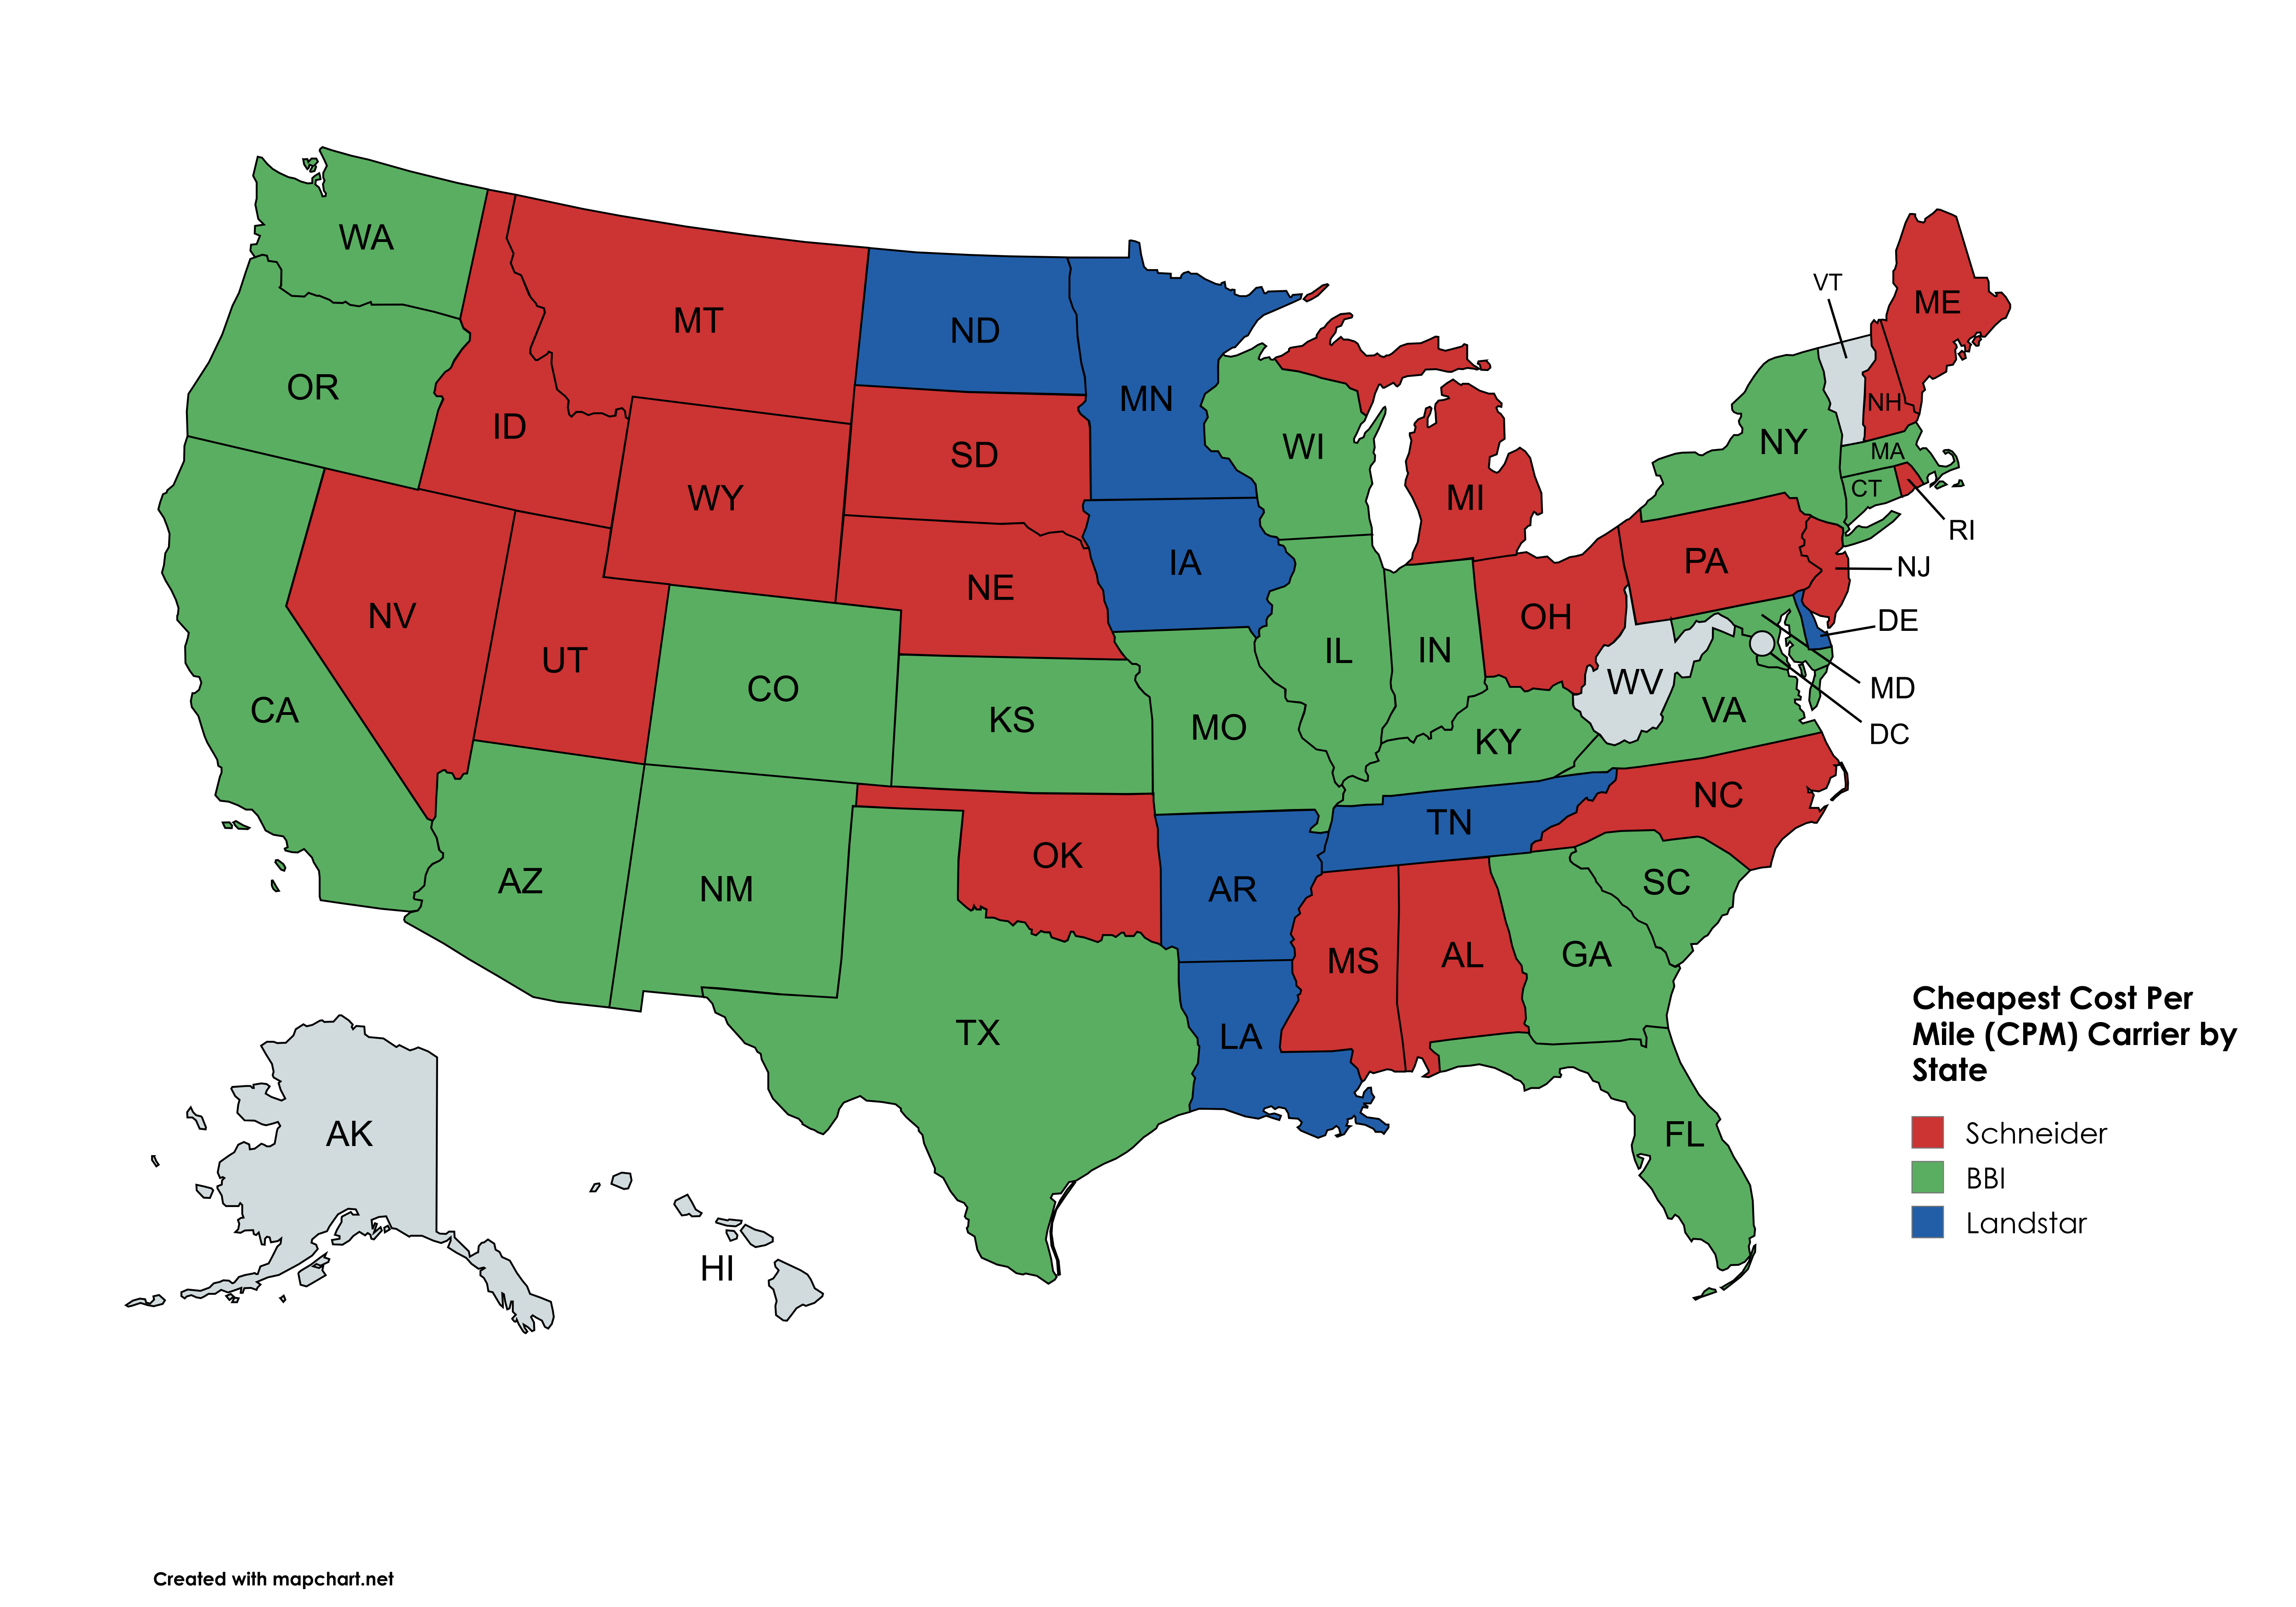 WA
MT
ND
MN
VT
ME
OR
ID
SD
WI
NH
NY
MA
WY
MI
CT
RI
IA
PA
NJ
NE
NV
OH
DE
UT
CO
IL
IN
WV
MD
CA
KS
MO
KY
VA
DC
NC
TN
OK
AZ
NM
AR
SC
MS
AL
GA
TX
LA
Cheapest Cost Per
Mile (CPM) Carrier by
State
AK
FL
Schneider
BBI
Landstar
HI
Created with mapchart.net